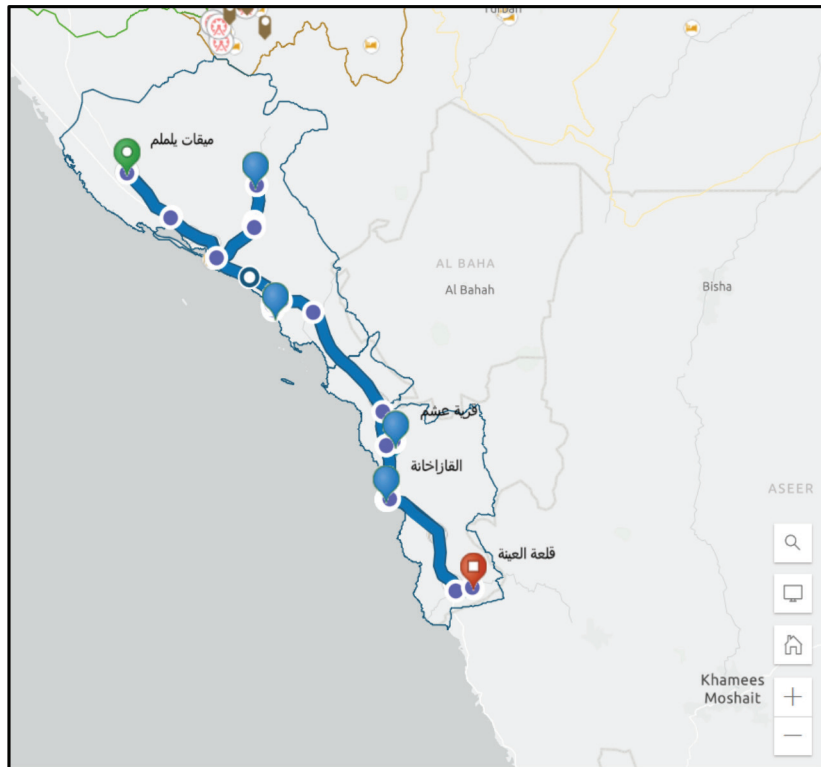 Turbah
ميقات يلملم
AL BAHA
Al Bahah
Bisha
قرية عشم
القازاخانة
ASEER
قلعة العينة
Khamees
Moshait